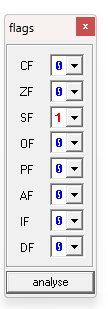 flags x
CF 0
ZF 0
SF 1
OF 0
PF 0
AF 0
IF 0
DF 0
analyse